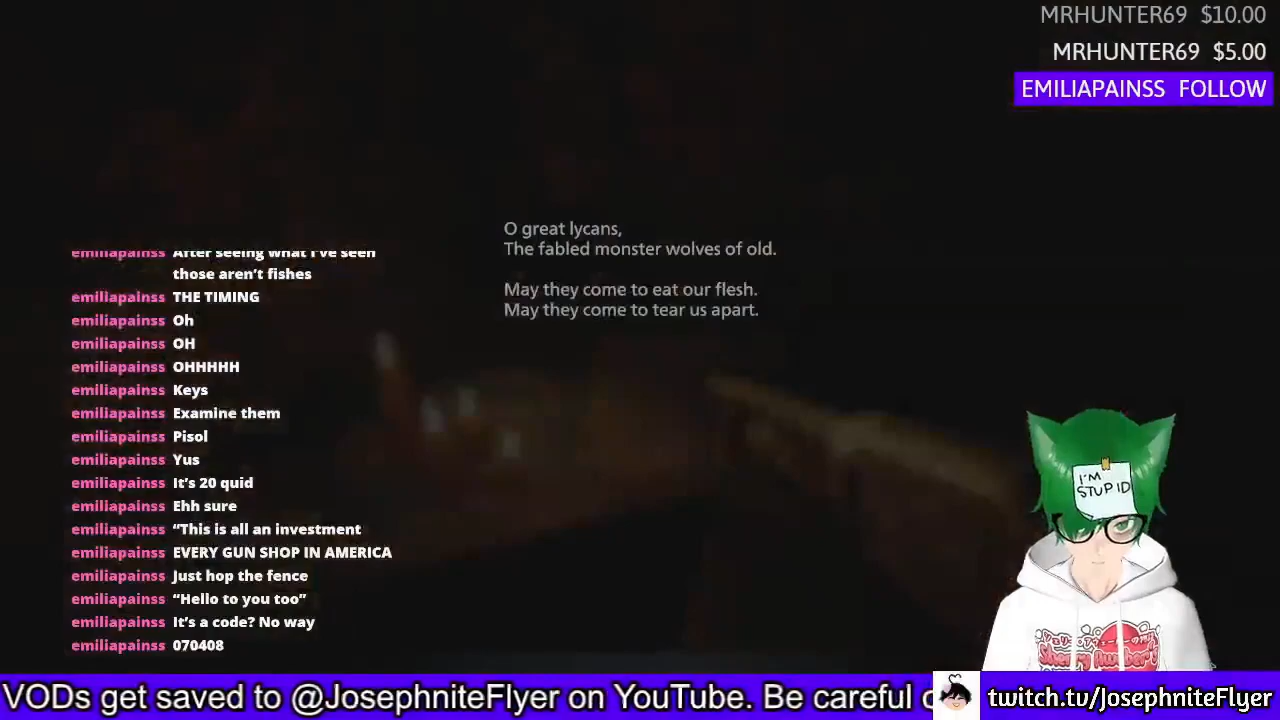 MRHUNTER69 $10.00
MRHUNTER69 $5.00
EMILIAPAINSS FOLLOW
O great lycans,
The fabled monster wolves of old.
May they come to eat our flesh.
May they come to tear us apart.
emiliapainss After seeing what I've seen
those aren't fishes
emiliapainss THE TIMING
emiliapainss Oh
emiliapainss OH
emiliapainss OHHHHH
emiliapainss Keys
emiliapainss Examine them
emiliapainss Pisol
emiliapainss Yus
emiliapainss It's 20 quid
emiliapainss Ehh sure
emiliapainss “This is all an investment
emiliapainss EVERY GUN SHOP IN AMERICA
emiliapainss Just hop the fence
emiliapainss “Hello to you too”
emiliapainss It's a code? No way
emiliapainss 070408
I'M
STUPID
VODs get saved to @JosephniteFlyer on YouTube. Be careful
twitch.tv/JosephniteFlyer